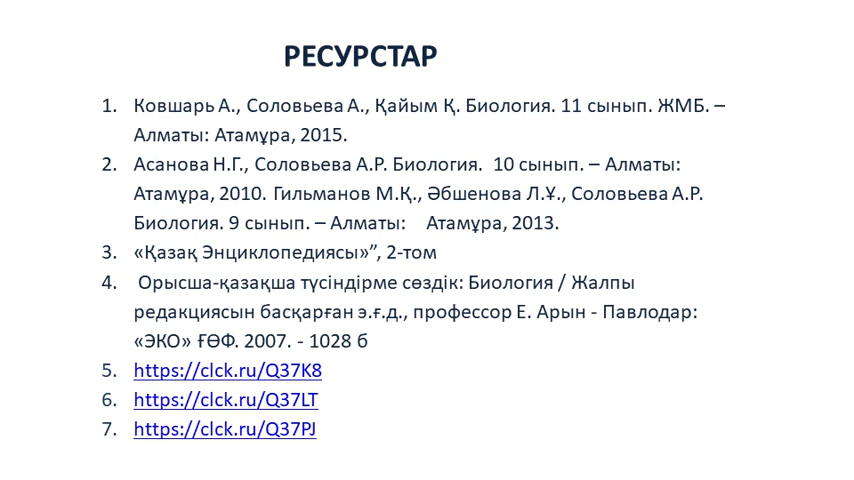 РЕСУРСТАР
1. Ковшарь А., Соловьева А., Қайым Қ. Биология. 11 сынып. ЖМБ. –
Алматы: Атамұра, 2015.
2. Асанова Н.Г., Соловьева А.Р. Биология. 10 сынып. – Алматы:
Атамұра, 2010. Гильманов М.Қ., Әбшенова Л.Ұ., Соловьева А.Р.
Биология. 9 сынып. – Алматы: Атамұра, 2013.
3. «Қазақ Энциклопедиясы»”, 2-том
4. Орысша-қазақша түсіндірме сөздік: Биология / Жалпы
редакциясын басқарған э.ғ.д., профессор Е. Арын - Павлодар:
«ЭКО» ҒӨФ. 2007. - 1028 б
5. https://clck.ru/Q37K8
6. https://clck.ru/Q37LT
7. https://clck.ru/Q37PJ